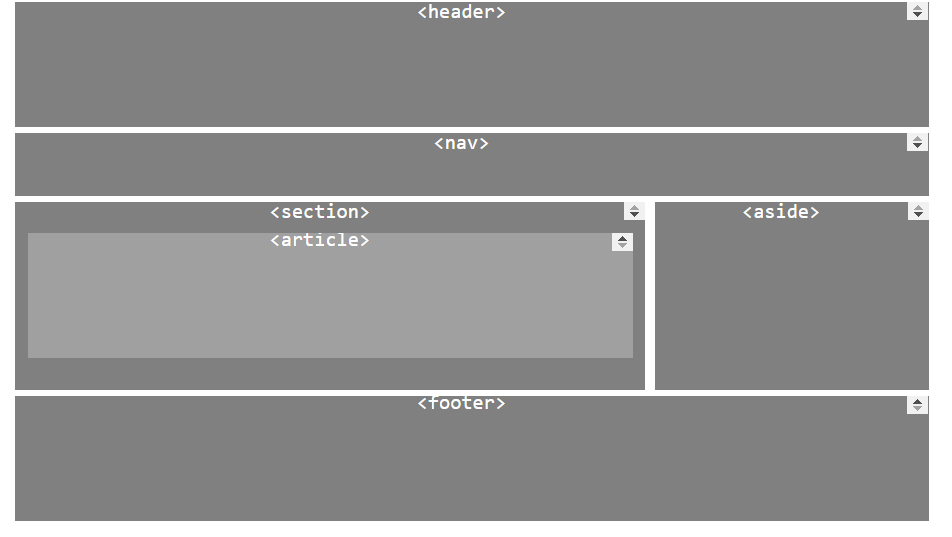 <header>
<nav>
<section>
<aside>
<article>
<footer>